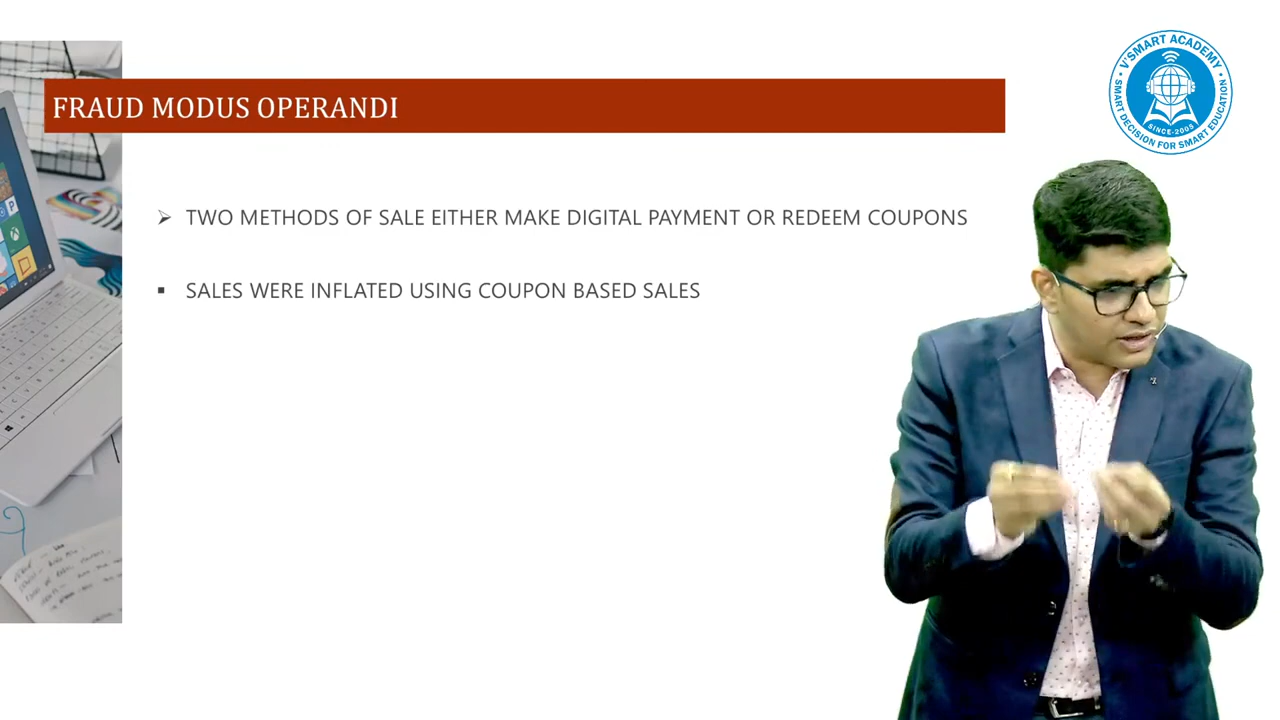 FRAUD MODUS OPERANDI
TWO METHODS OF SALE EITHER MAKE DIGITAL PAYMENT OR REDEEM COUPONS
SALES WERE INFLATED USING COUPON BASED SALES
V'SMART ACADEMY
SINCE-2005
SMART DECISION FOR SMART EDUCATION